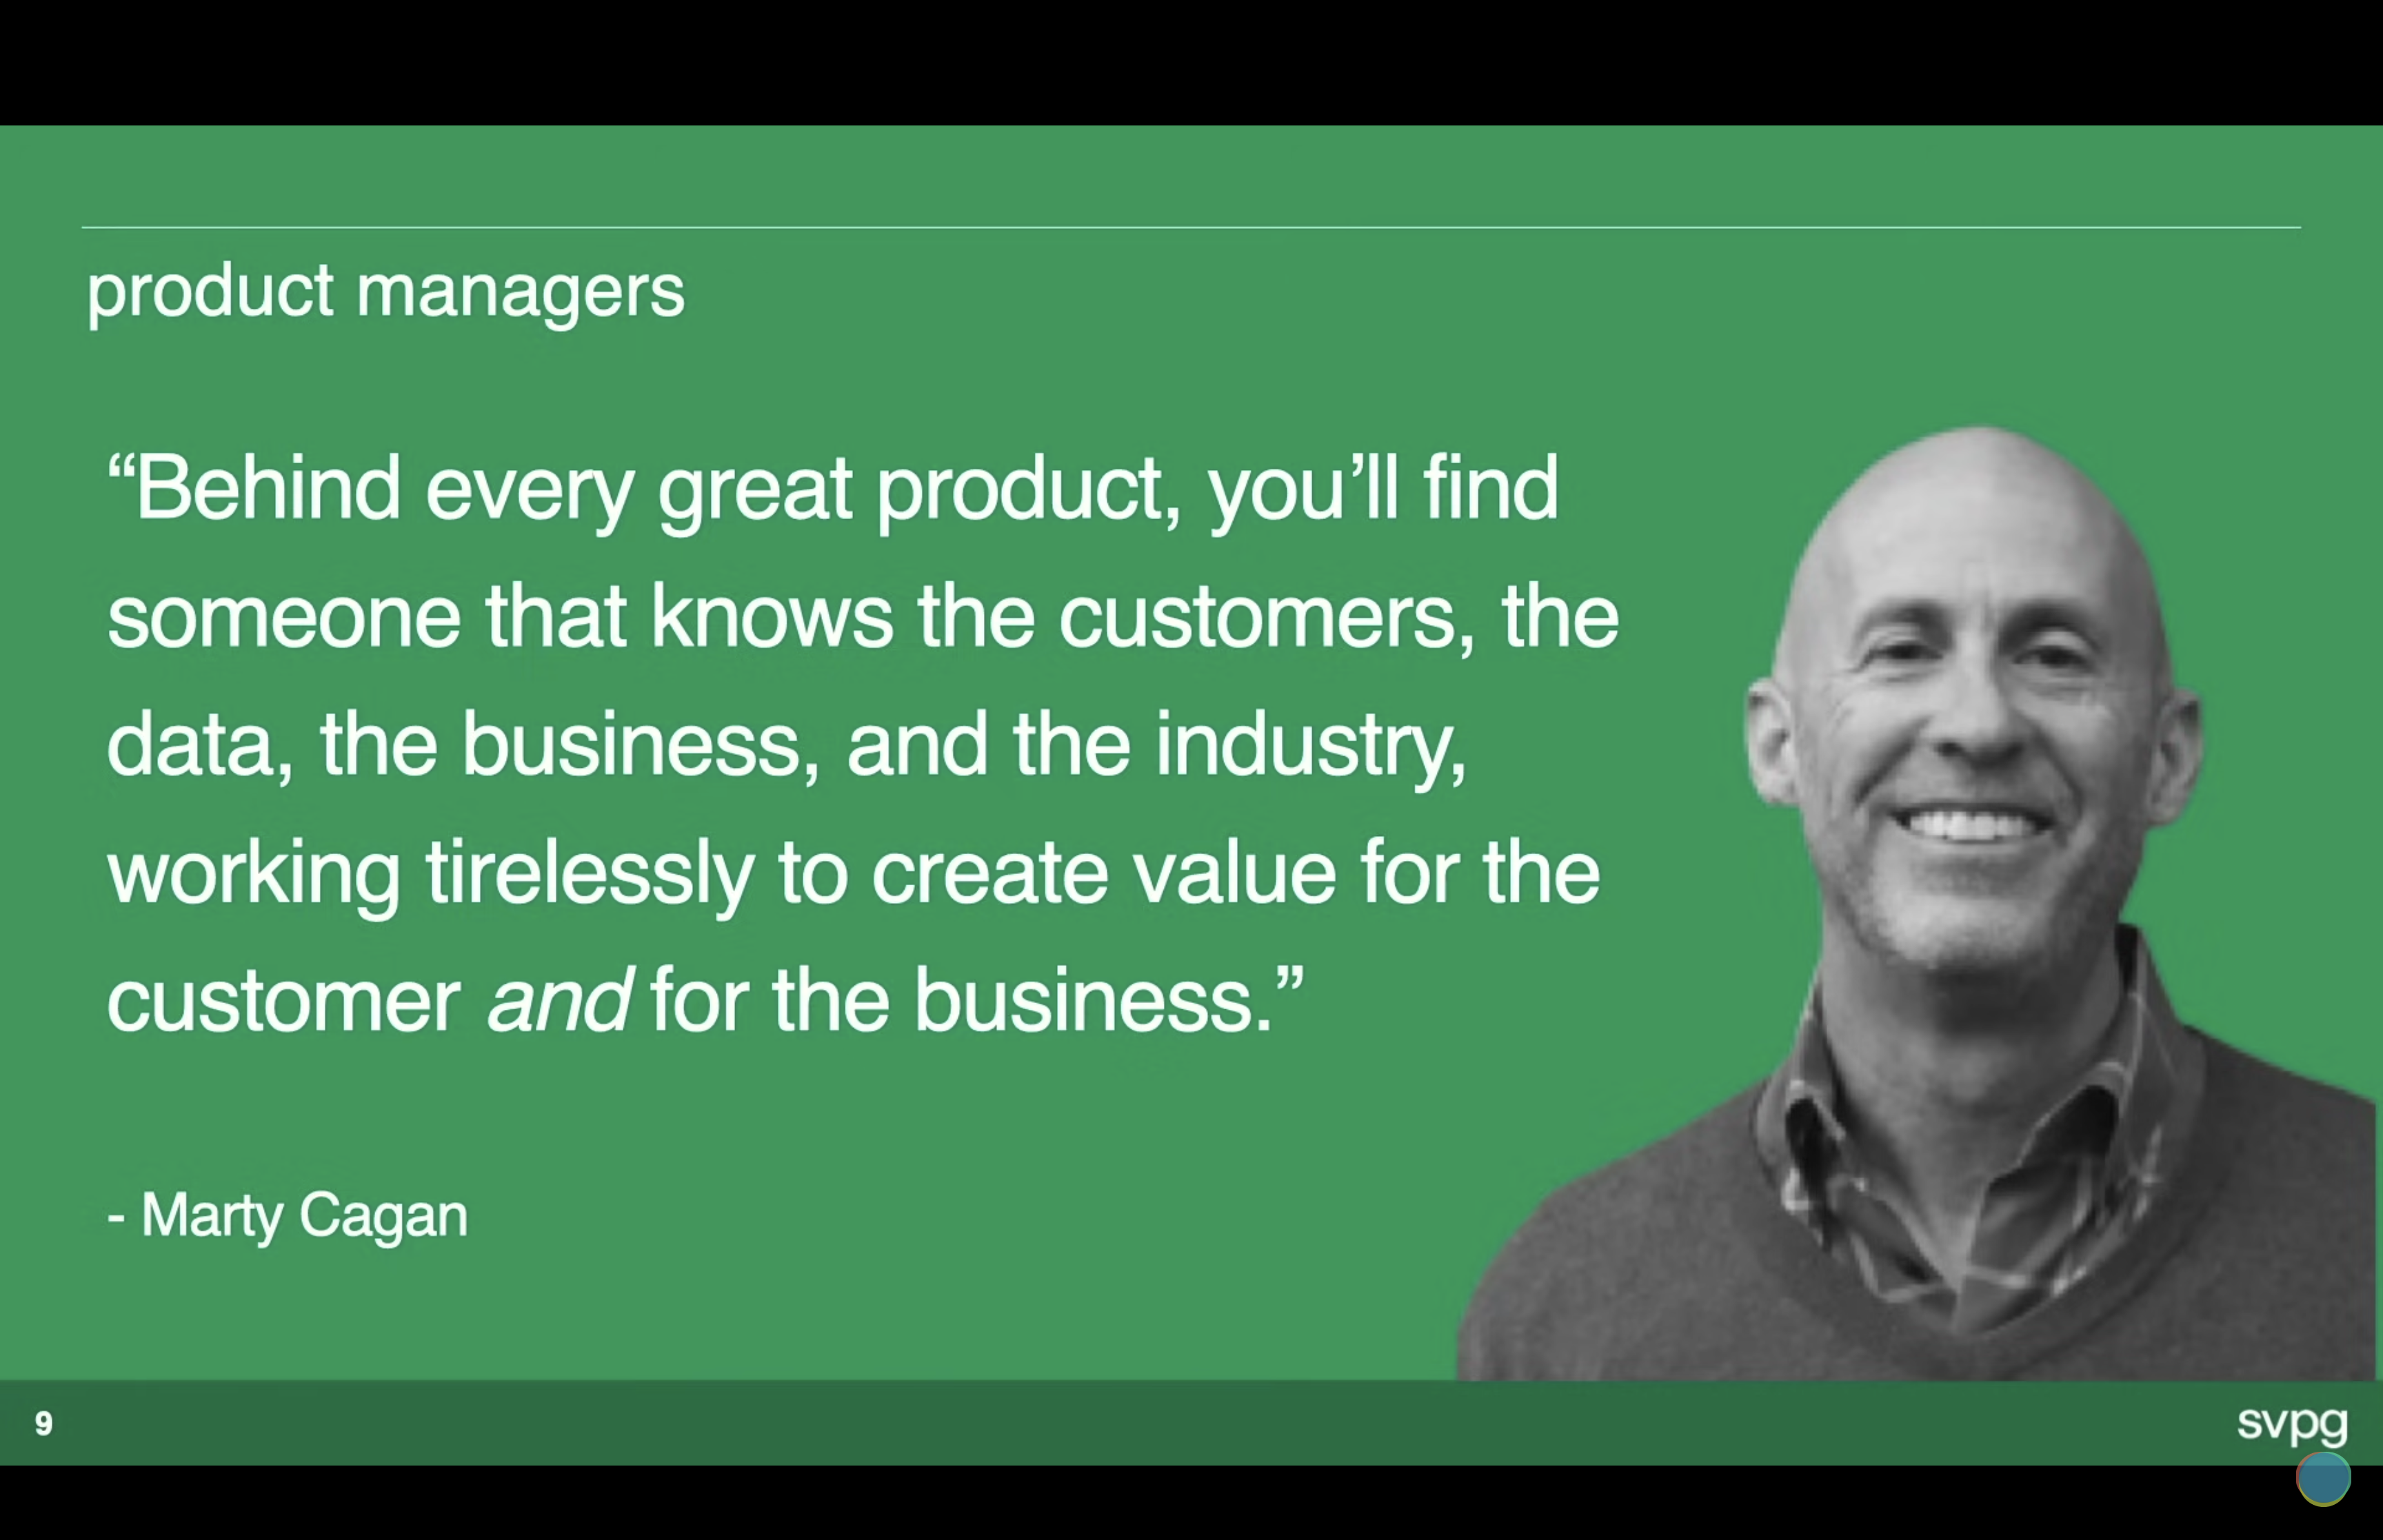 product managers
“Behind every great product, you’ll find
someone that knows the customers, the
data, the business, and the industry,
working tirelessly to create value for the
customer and for the business.”
- Marty Cagan
9
svpg